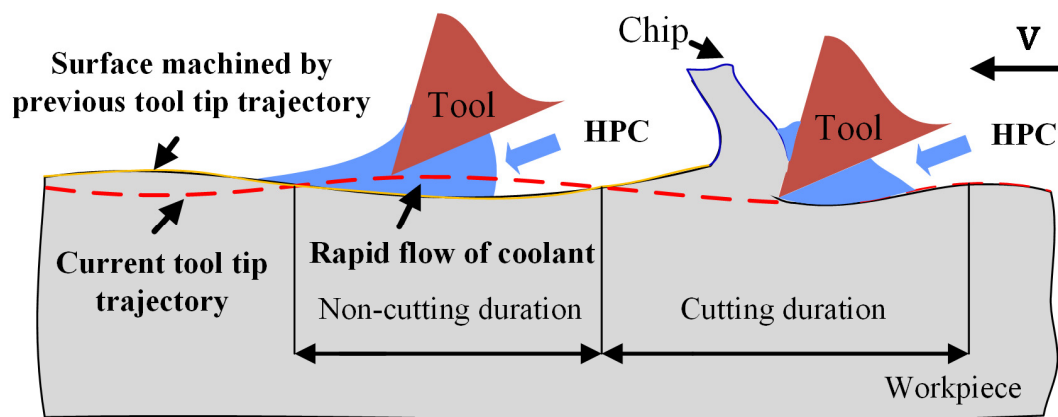 Surface machined by
previous tool tip trajectory
Tool
HPC
Chip
Tool
V
HPC
Current tool tip
trajectory
Rapid flow of coolant
Non-cutting duration
Cutting duration
Workpiece